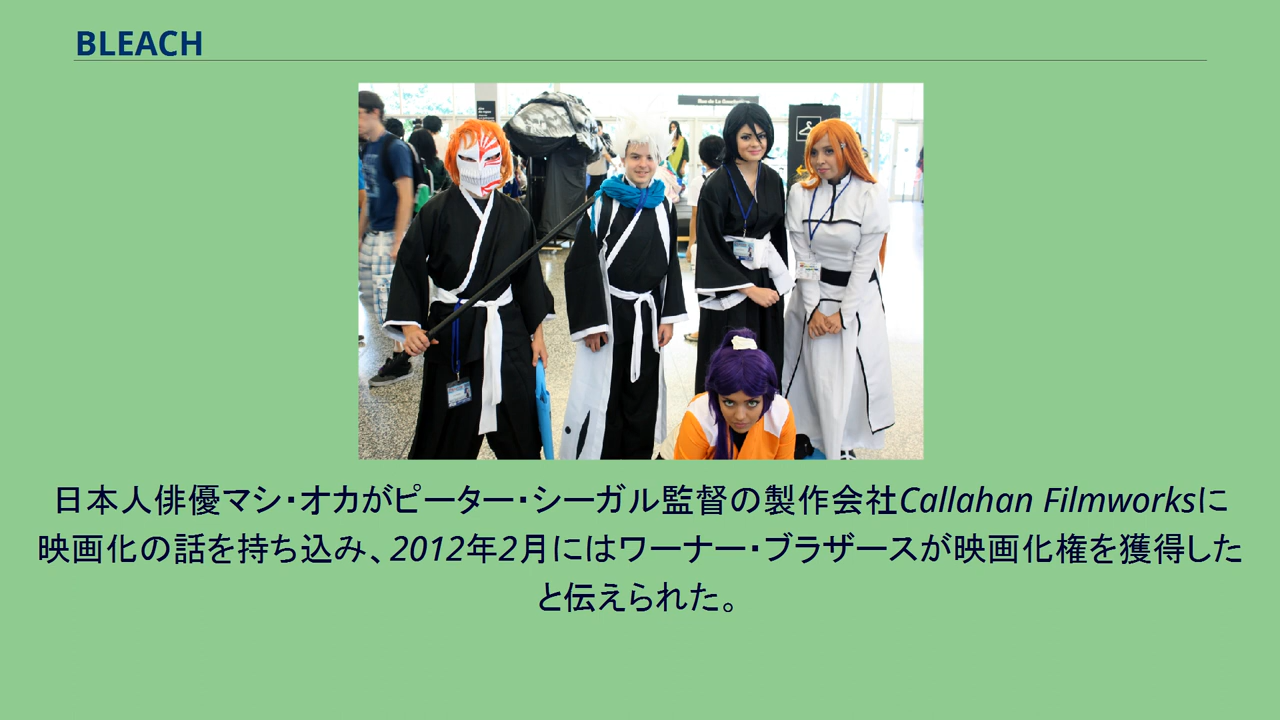 BLEACH
日本人俳優マシ・オカがピーター・シーガル監督の製作会社Callahan Filmworksに
映画化の話を持ち込み、2012年2月にはワーナー・ブラザースが映画化権を獲得した
と伝えられた。